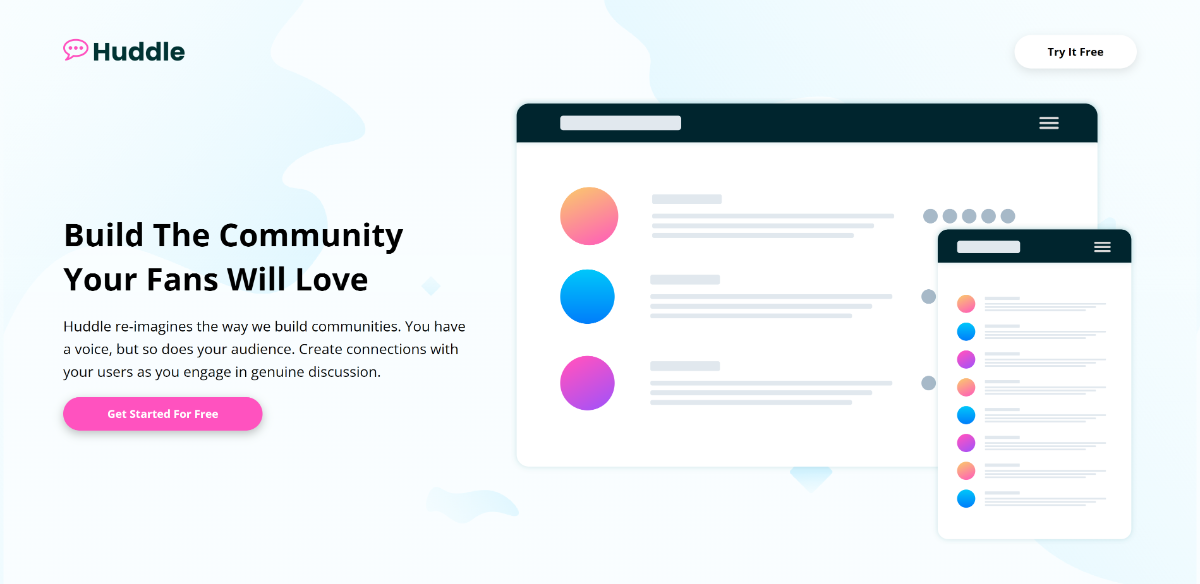 Huddle
Try It Free
Build The Community
Your Fans Will Love
Huddle re-imagines the way we build communities. You have
a voice, but so does your audience. Create connections with
your users as you engage in genuine discussion.
Get Started For Free